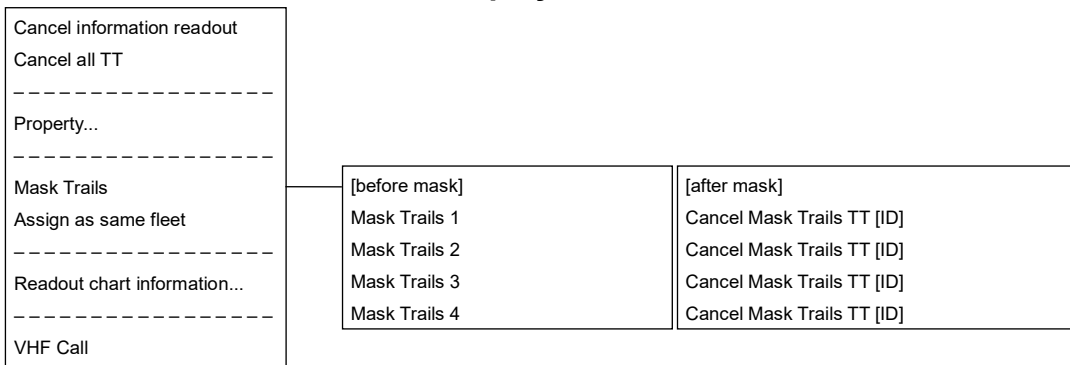 Cancel information readout
Cancel all TT
Property...
Mask Trails
Assign as same fleet
Readout chart information...
VHF Call
[before mask]
Mask Trails 1
Mask Trails 2
Mask Trails 3
Mask Trails 4
[after mask]
Cancel Mask Trails TT [ID]
Cancel Mask Trails TT [ID]
Cancel Mask Trails TT [ID]
Cancel Mask Trails TT [ID]